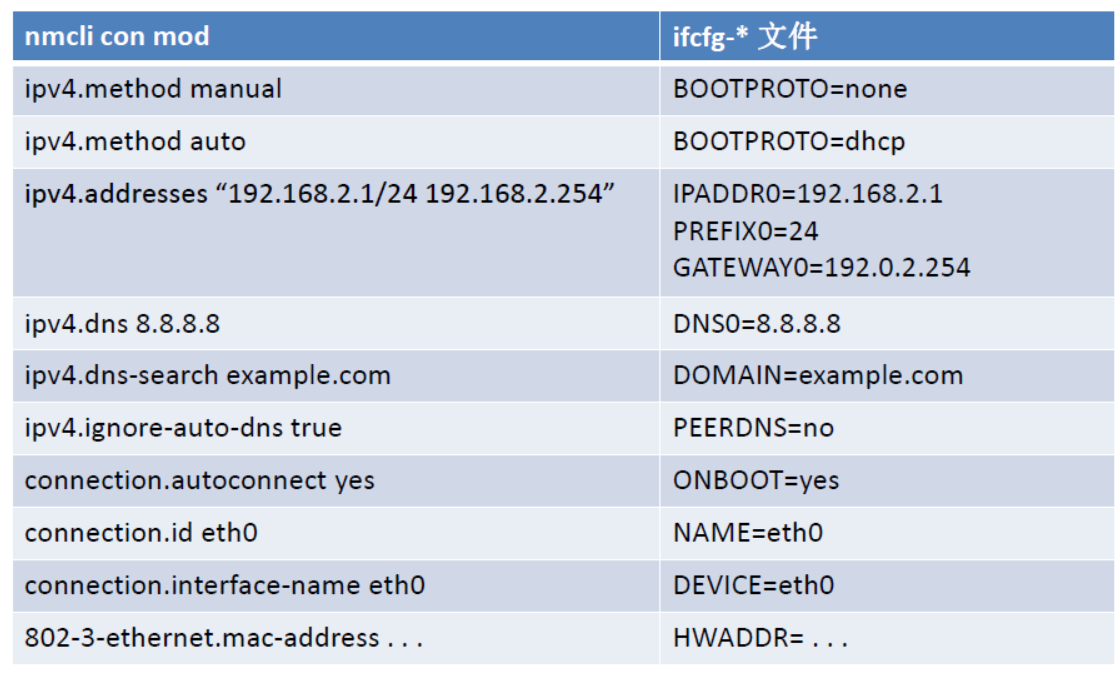 nmcli con mod
ifcfg-* 文件
ipv4.method manual
BOOTPROTO=none
ipv4.method auto
BOOTPROTO=dhcp
ipv4.addresses “192.168.2.1/24 192.168.2.254”
IPADDR0=192.168.2.1
PREFIX0=24
GATEWAY0=192.0.2.254
ipv4.dns 8.8.8.8
DNS0=8.8.8.8
ipv4.dns-search example.com
DOMAIN=example.com
ipv4.ignore-auto-dns true
PEERDNS=no
connection.autoconnect yes
ONBOOT=yes
connection.id eth0
NAME=eth0
connection.interface-name eth0
DEVICE=eth0
802-3-ethernet.mac-address . . .
HWADDR= . . .